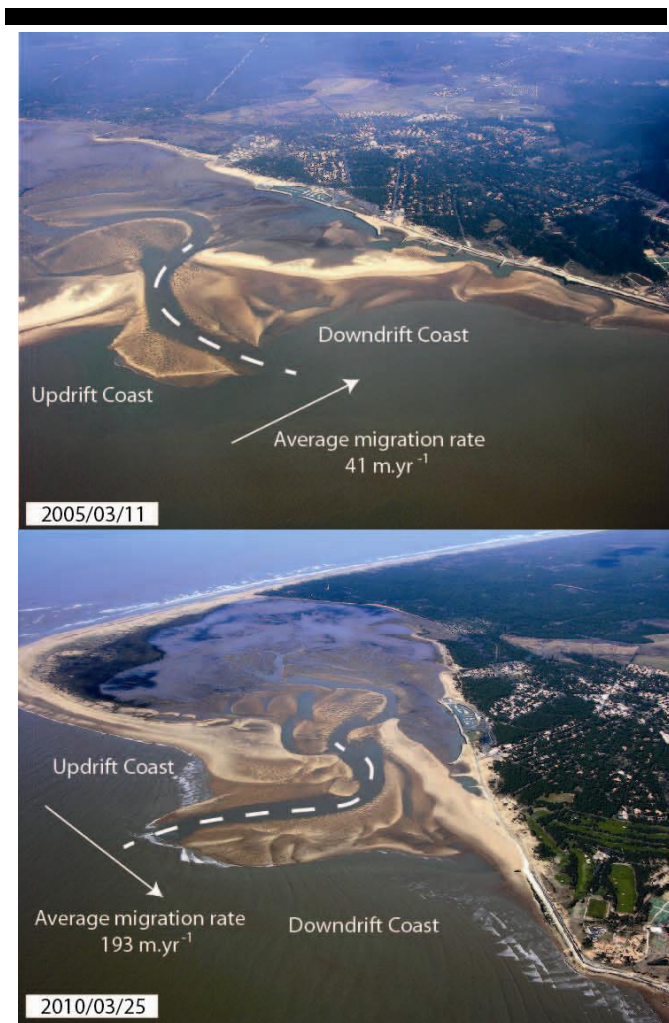 Downdrift Coast
Updrift Coast
Average migration rate
41 m.yr⁻¹
2005/03/11
Updrift Coast
Average migration rate
193 m.yr⁻¹
Downdrift Coast
2010/03/25